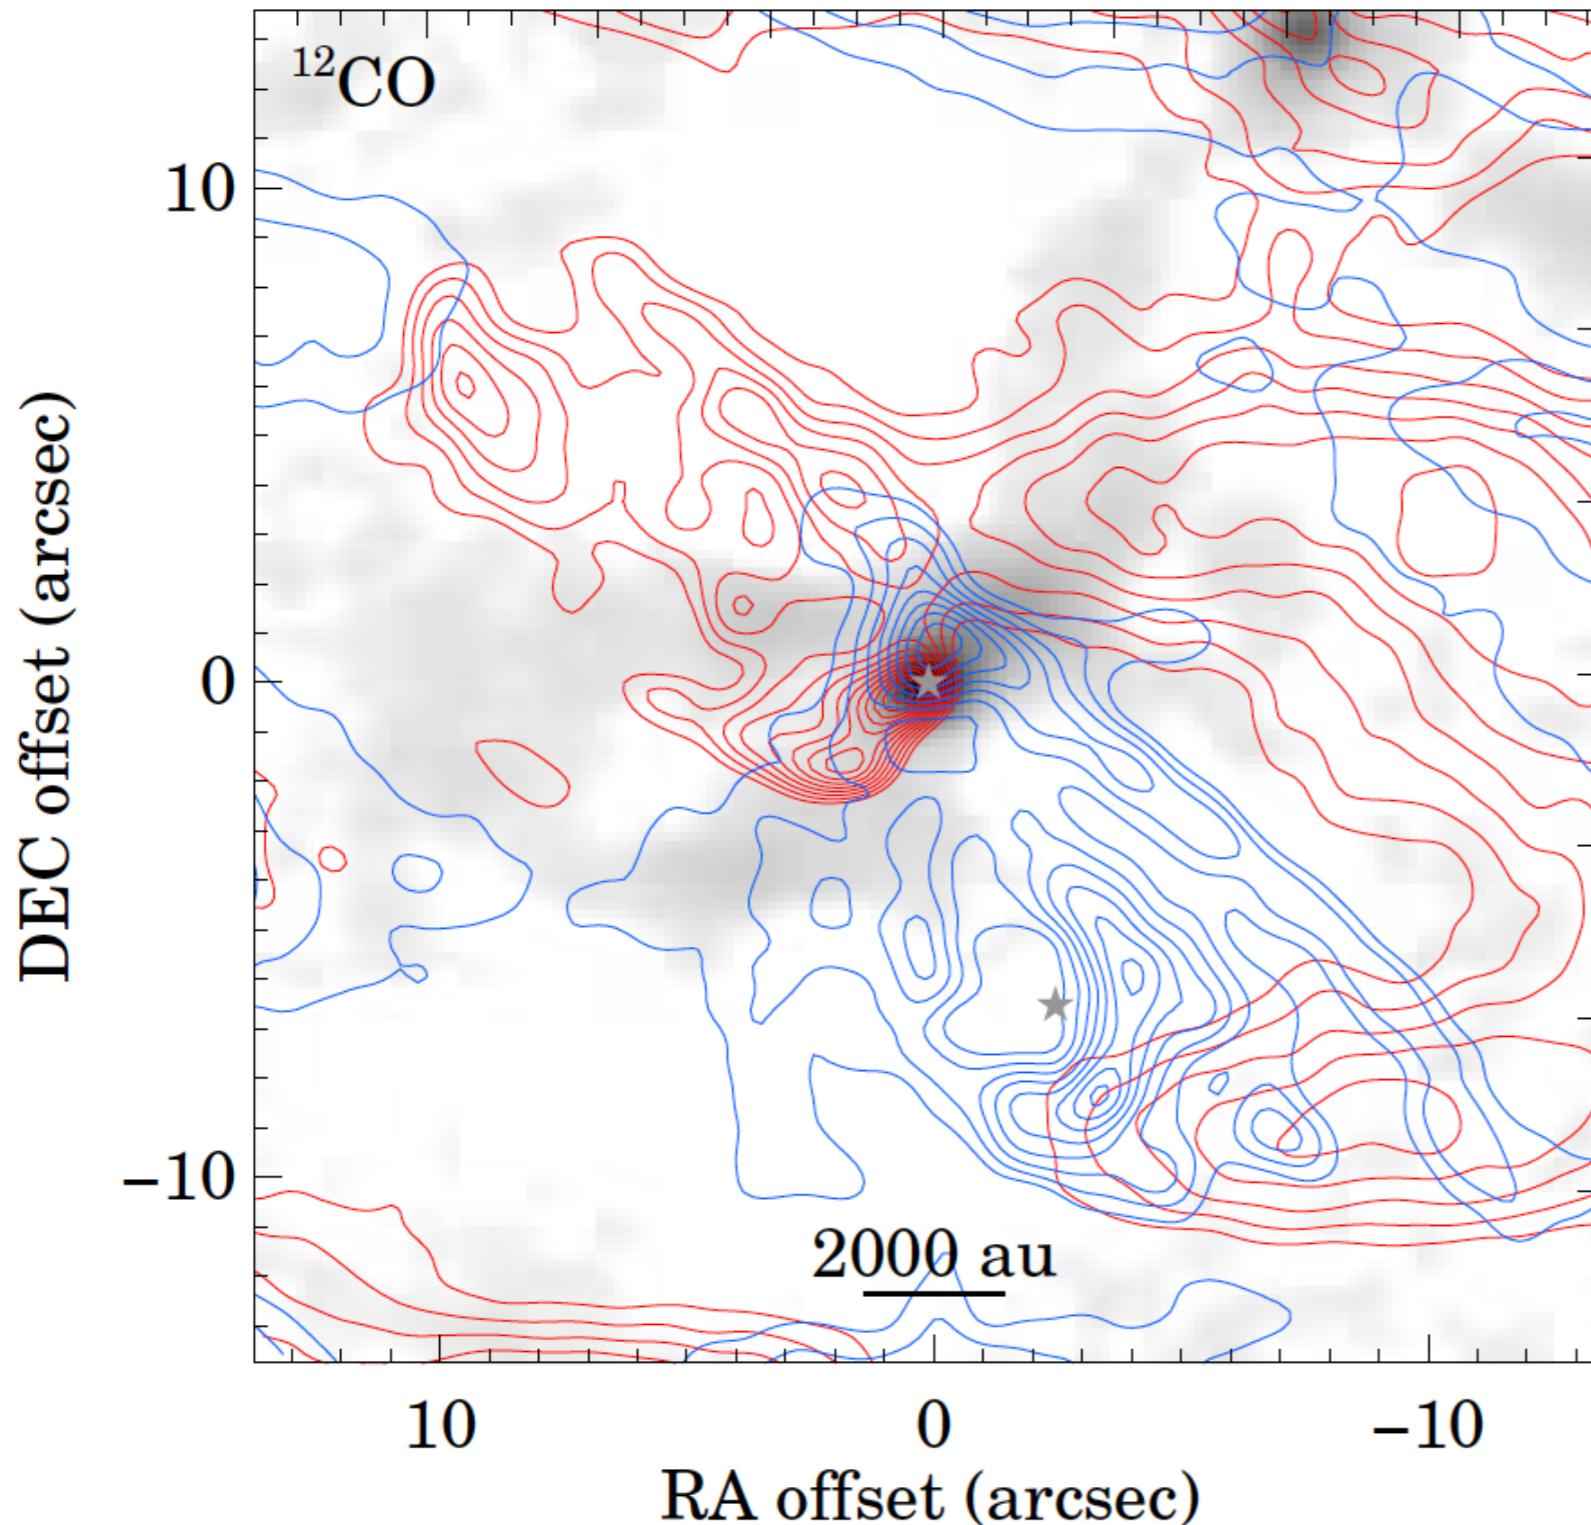 ¹²CO
10
0
−10
DEC offset (arcsec)
2000 au
10 0 −10
RA offset (arcsec)